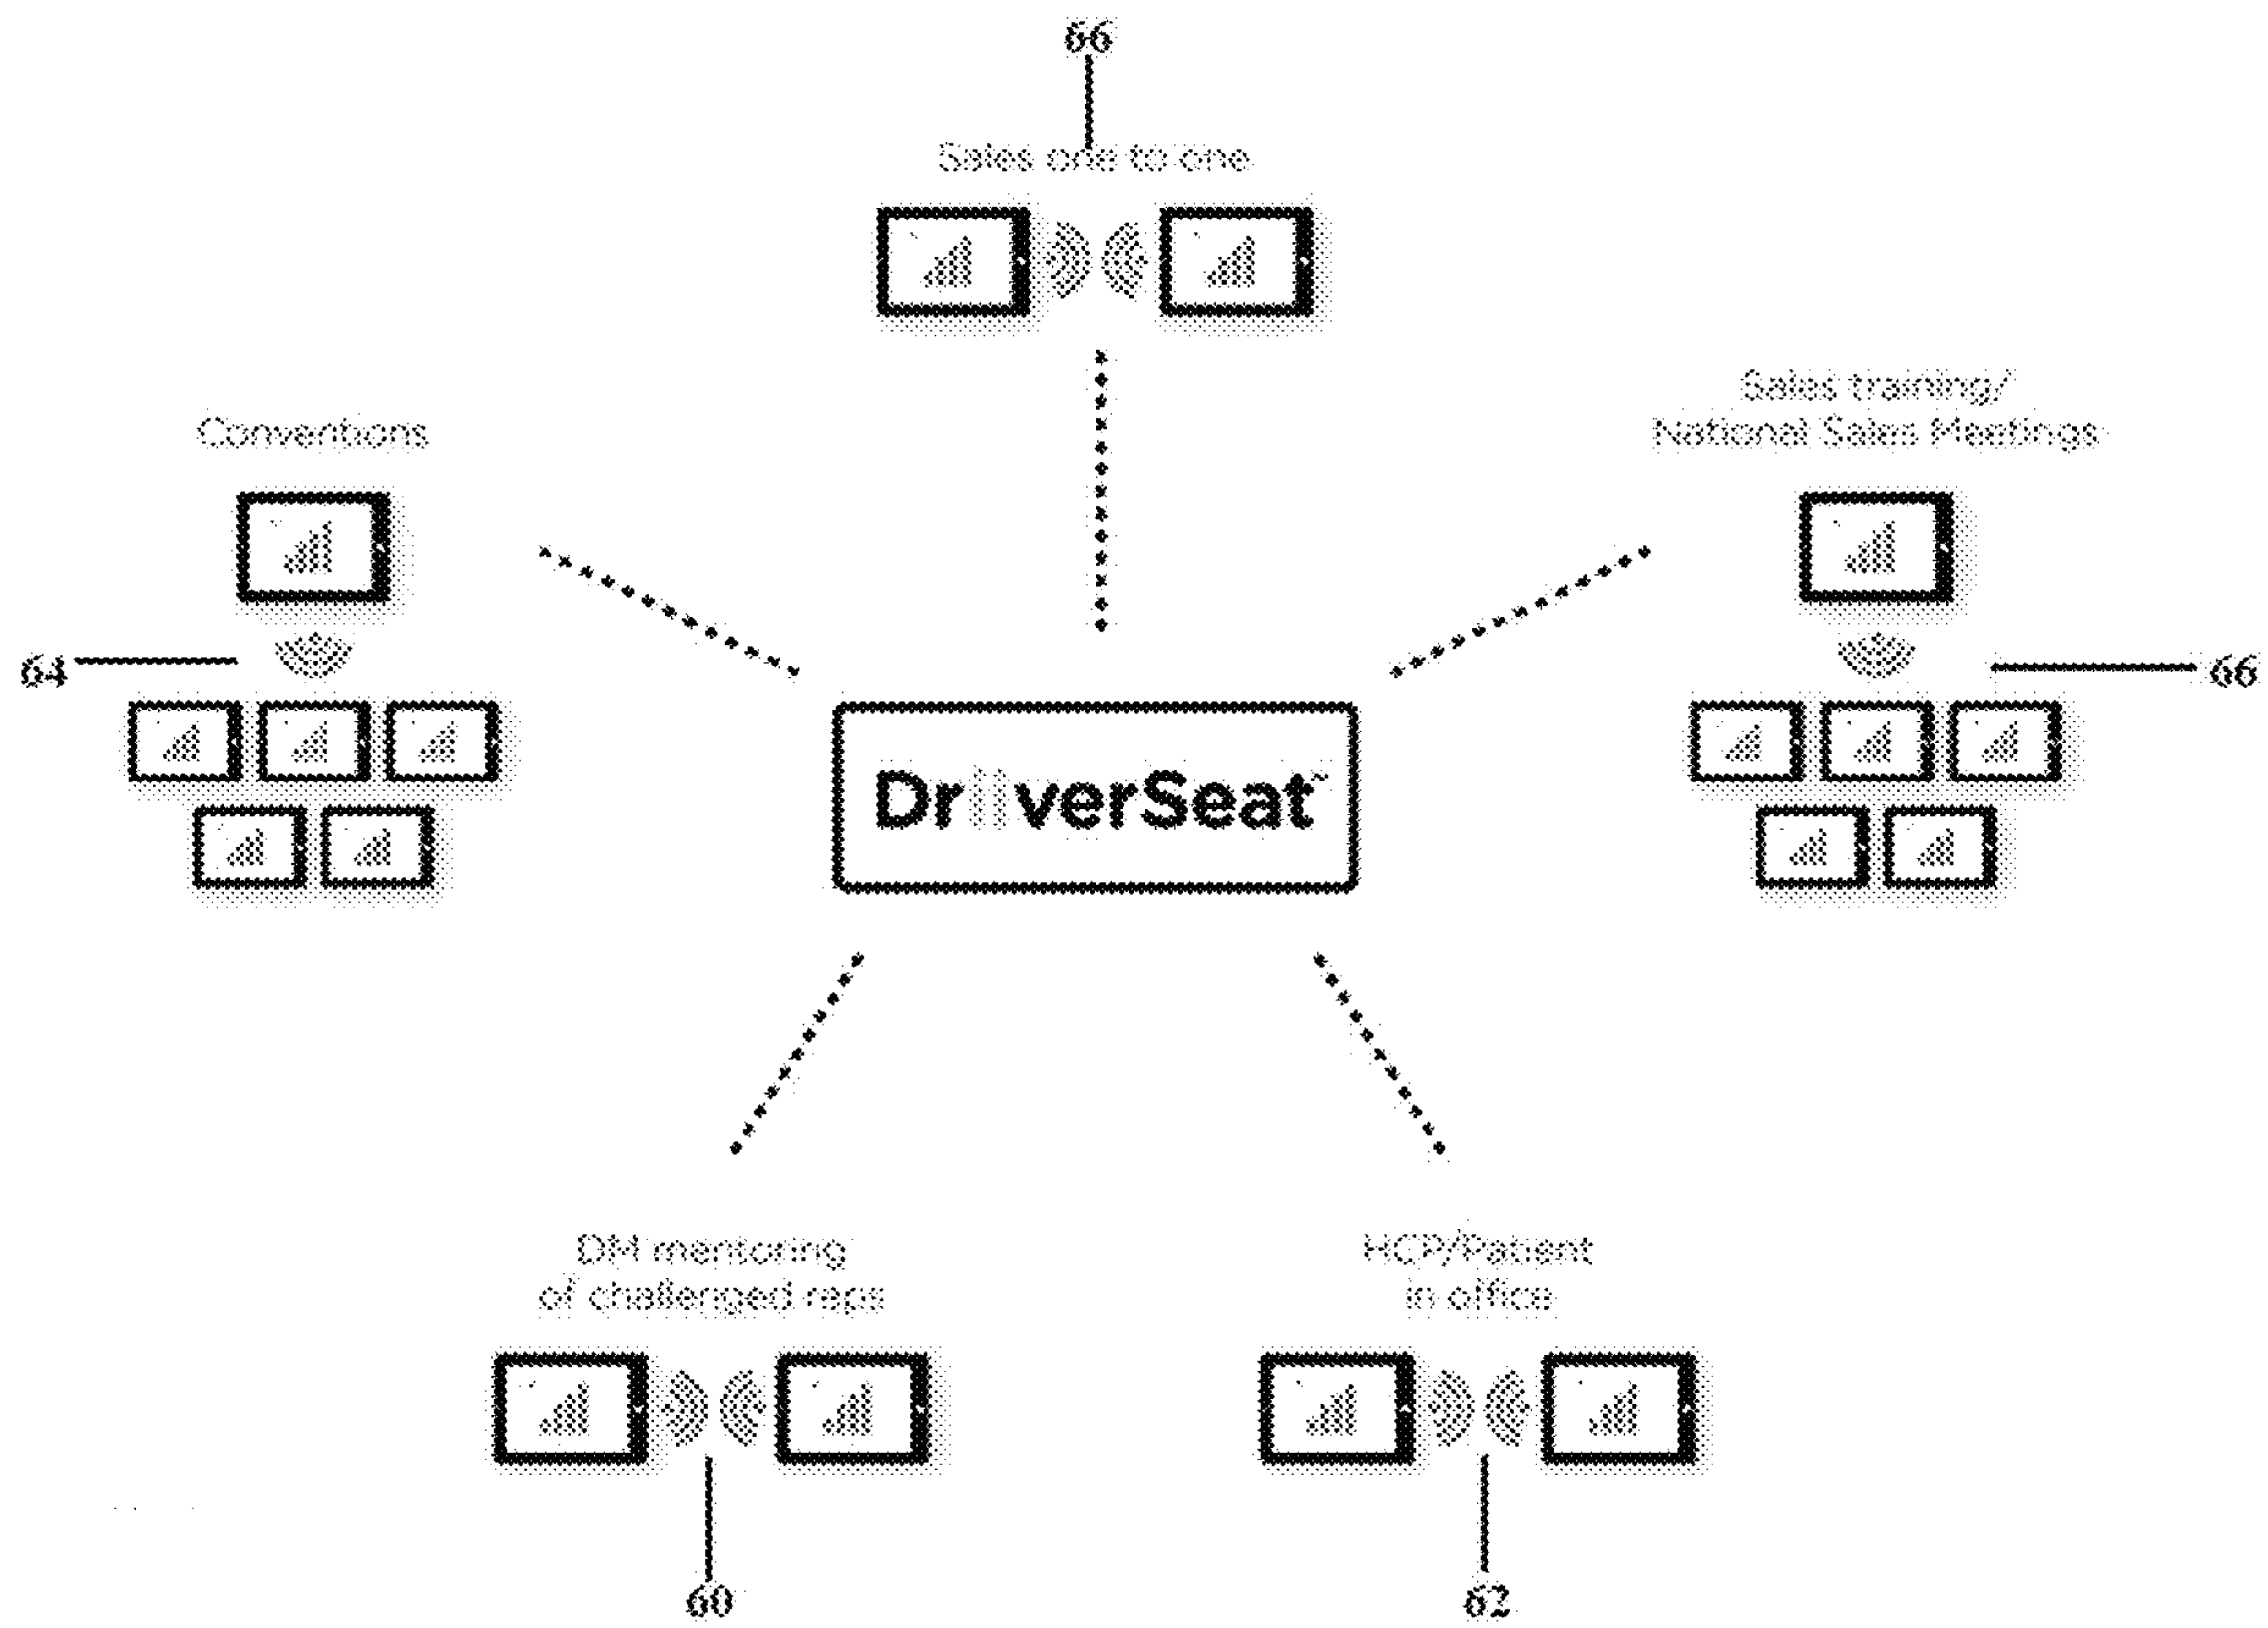 66
Sales one to one
Conventions
Sales training/
National Sales Meetings
64
66
DriiverSeat™
DM mentoring
of challenged reps
HCP/Patient
in office
60
62